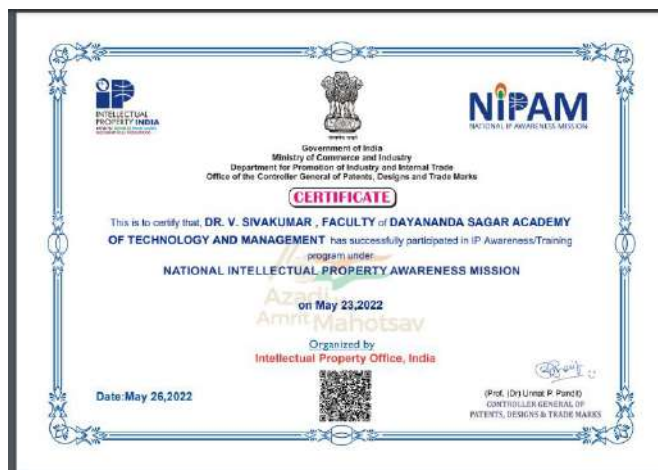 INTELLECTUAL
PROPERTY INDIA
NIPAM
NATIONAL IP AWARENESS MISSION
Government of India
Ministry of Commerce and Industry
Department for Promotion of Industry and Internal Trade
Office of the Controller General of Patents, Designs and Trade Marks
CERTIFICATE
This is to certify that, DR. V. SIVAKUMAR , FACULTY of DAYANANDA SAGAR ACADEMY
OF TECHNOLOGY AND MANAGEMENT has successfully participated in IP Awareness/Training
program under
NATIONAL INTELLECTUAL PROPERTY AWARENESS MISSION
Azadi
on May 23,2022
Amrit Mahotsav
Organized by
Intellectual Property Office, India
Date:May 26,2022
(Prof. (Dr) Unnat P. Pandit)
CONTROLLER GENERAL OF
PATENTS, DESIGNS & TRADE MARKS